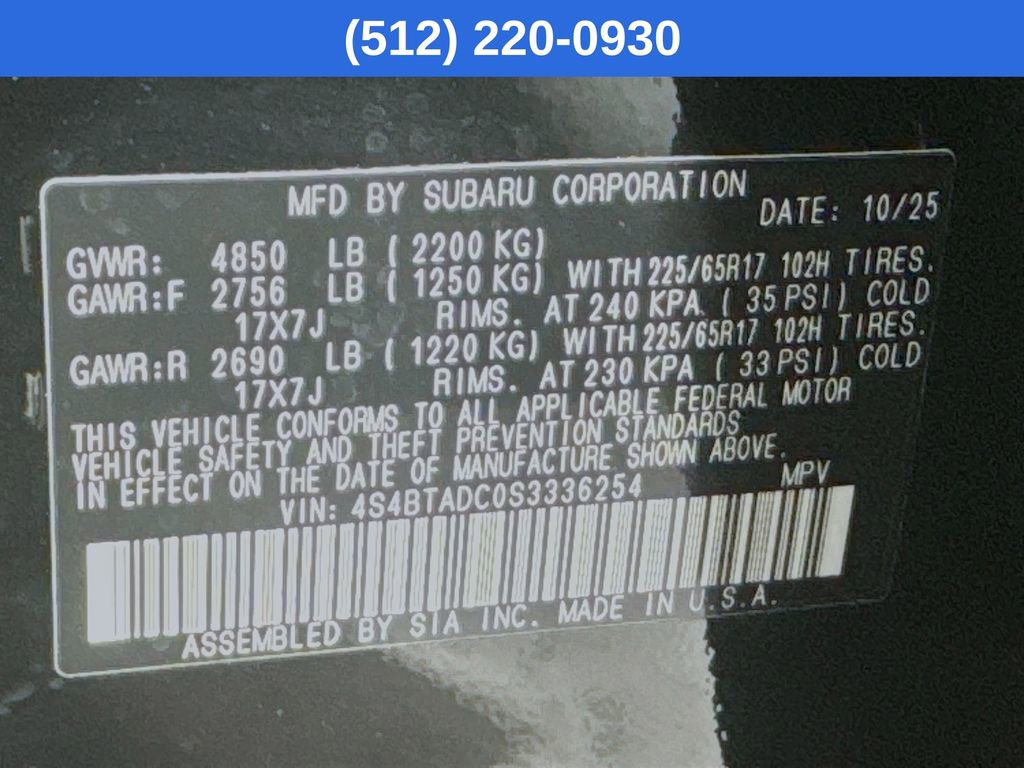 (512) 220-0930
MFD BY SUBARU CORPORATION
DATE: 10/25
GVWR: 4850 LB ( 2200 KG)
GAWR:F 2756 LB ( 1250 KG) WITH 225/65R17 102H TIRES.
17X7J RIMS. AT 240 KPA ( 35 PSI) COLD
GAWR:R 2690 LB ( 1220 KG) WITH 225/65R17 102H TIRES.
17X7J RIMS. AT 230 KPA ( 33 PSI) COLD
THIS VEHICLE CONFORMS TO ALL APPLICABLE FEDERAL MOTOR
VEHICLE SAFETY AND THEFT PREVENTION STANDARDS
IN EFFECT ON THE DATE OF MANUFACTURE SHOWN ABOVE.
VIN: 4S4BTADC0S3336254 MPV
ASSEMBLED BY SIA INC. MADE IN U.S.A.